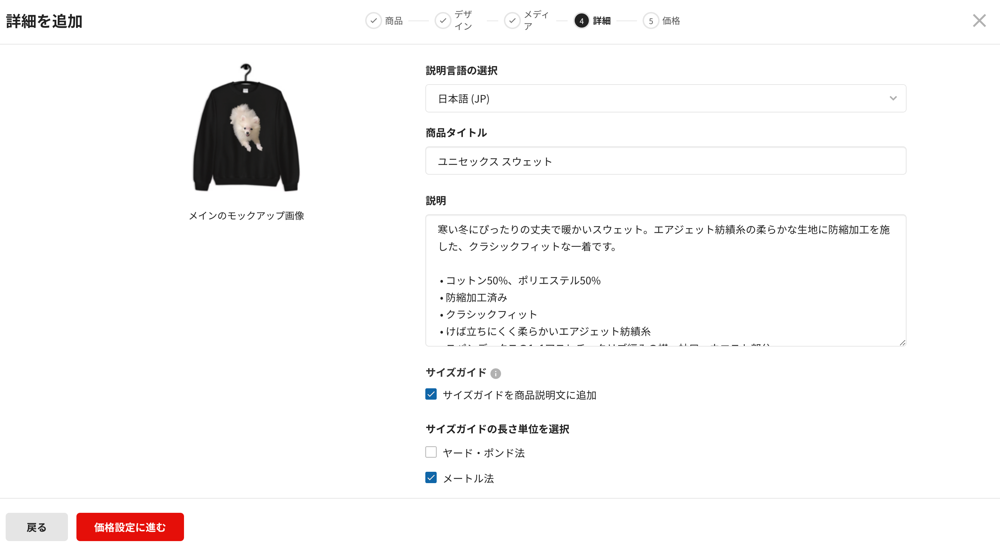 詳細を追加
商品
デザ
イン
メディ
ア
4 詳細
5 価格
メインのモックアップ画像
説明言語の選択
日本語 (JP)
商品タイトル
ユニセックス スウェット
説明
寒い冬にぴったりの丈夫で暖かいスウェット。エアジェット紡績糸の柔らかな生地に防縮加工を施
した、クラシックフィットな一着です。
• コットン50%、ポリエステル50%
• 防縮加工済み
• クラシックフィット
• けば立ちにくく柔らかいエアジェット紡績糸
サイズガイド
サイズガイドを商品説明文に追加
サイズガイドの長さ単位を選択
ヤード・ポンド法
メートル法
戻る
価格設定に進む